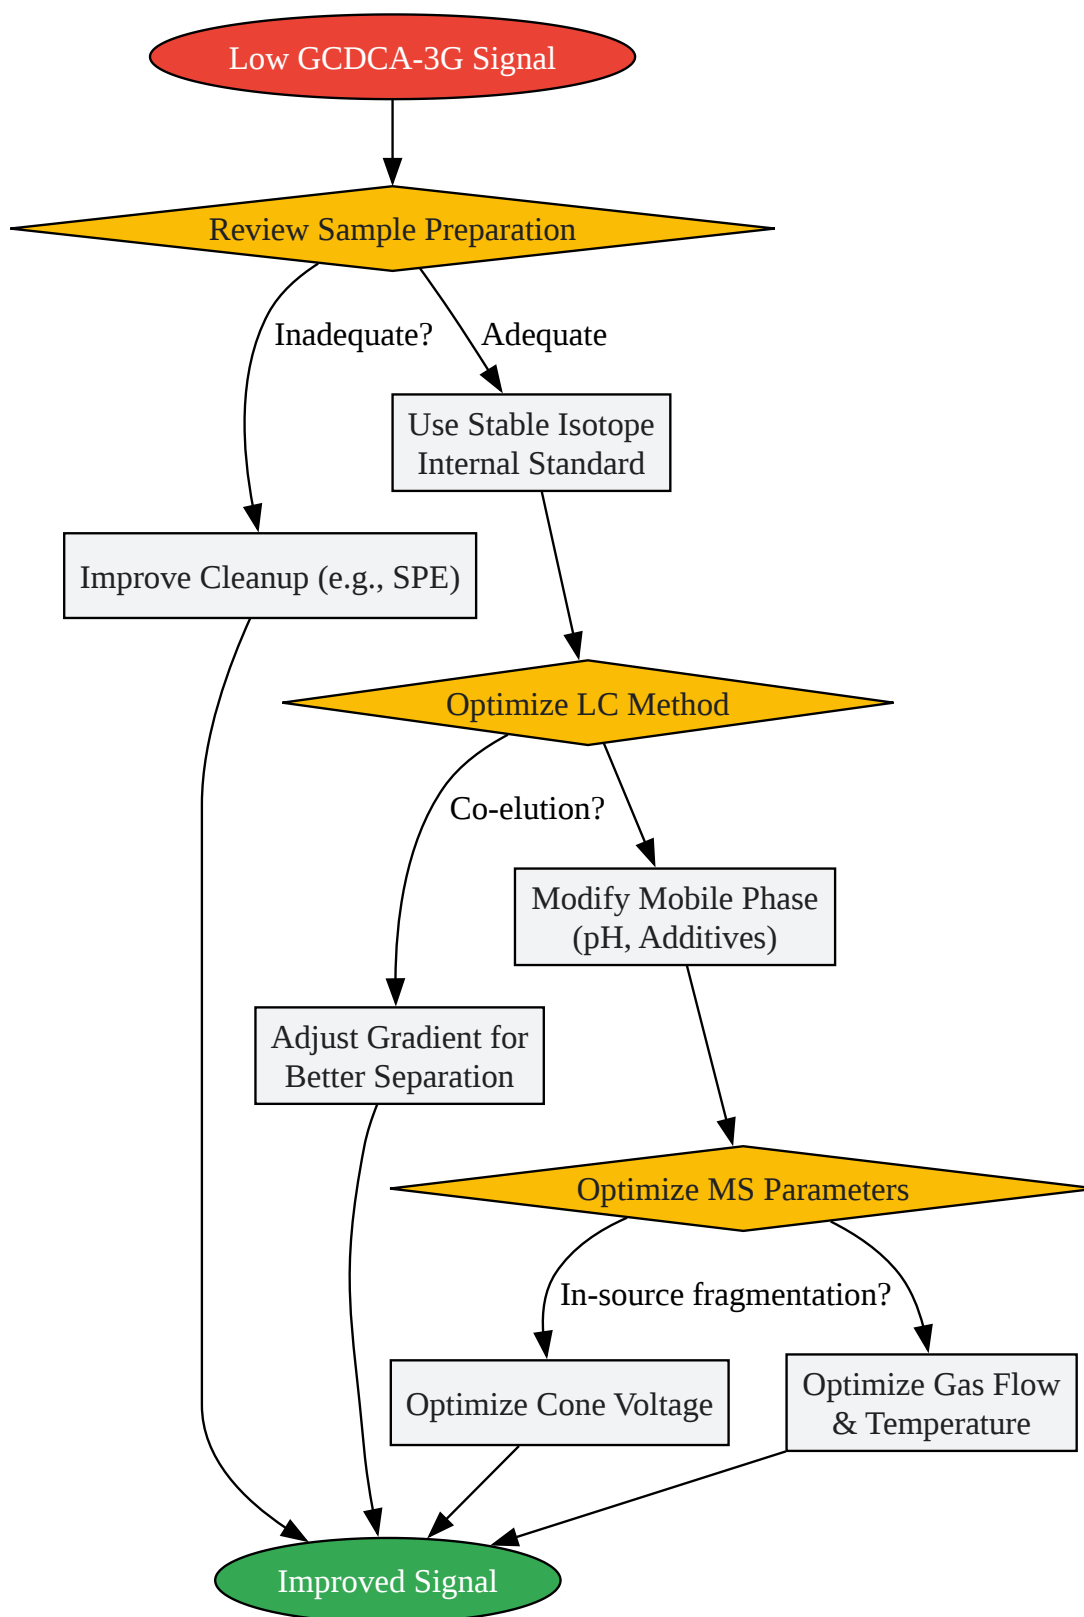 Low GCDCA-3G Signal
Review Sample Preparation
Inadequate?
Adequate
Use Stable Isotope
Internal Standard
Improve Cleanup (e.g., SPE)
Optimize LC Method
Co-elution?
Modify Mobile Phase
(pH, Additives)
Adjust Gradient for
Better Separation
Optimize MS Parameters
In-source fragmentation?
Optimize Cone Voltage
Optimize Gas Flow
& Temperature
Improved Signal